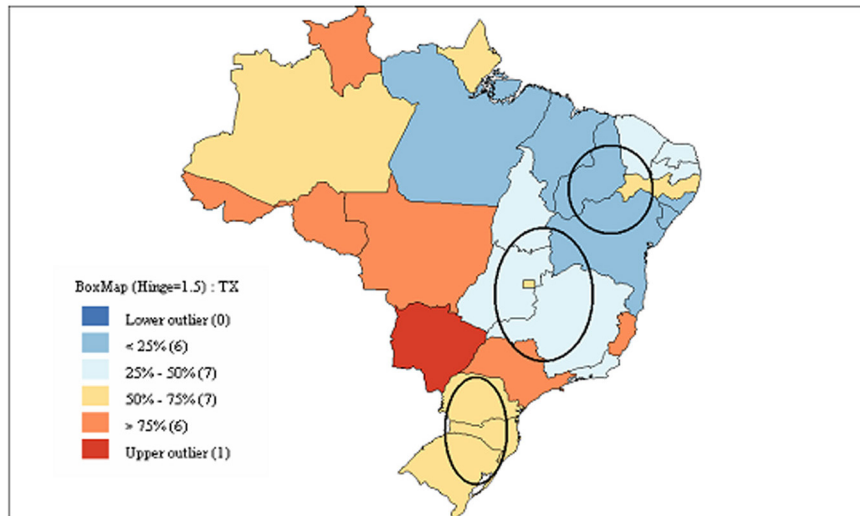 BoxMap (Hinge=1.5) : TX
Lower outlier (0)
< 25% (6)
25% - 50% (7)
50% - 75% (7)
> 75% (6)
Upper outlier (1)